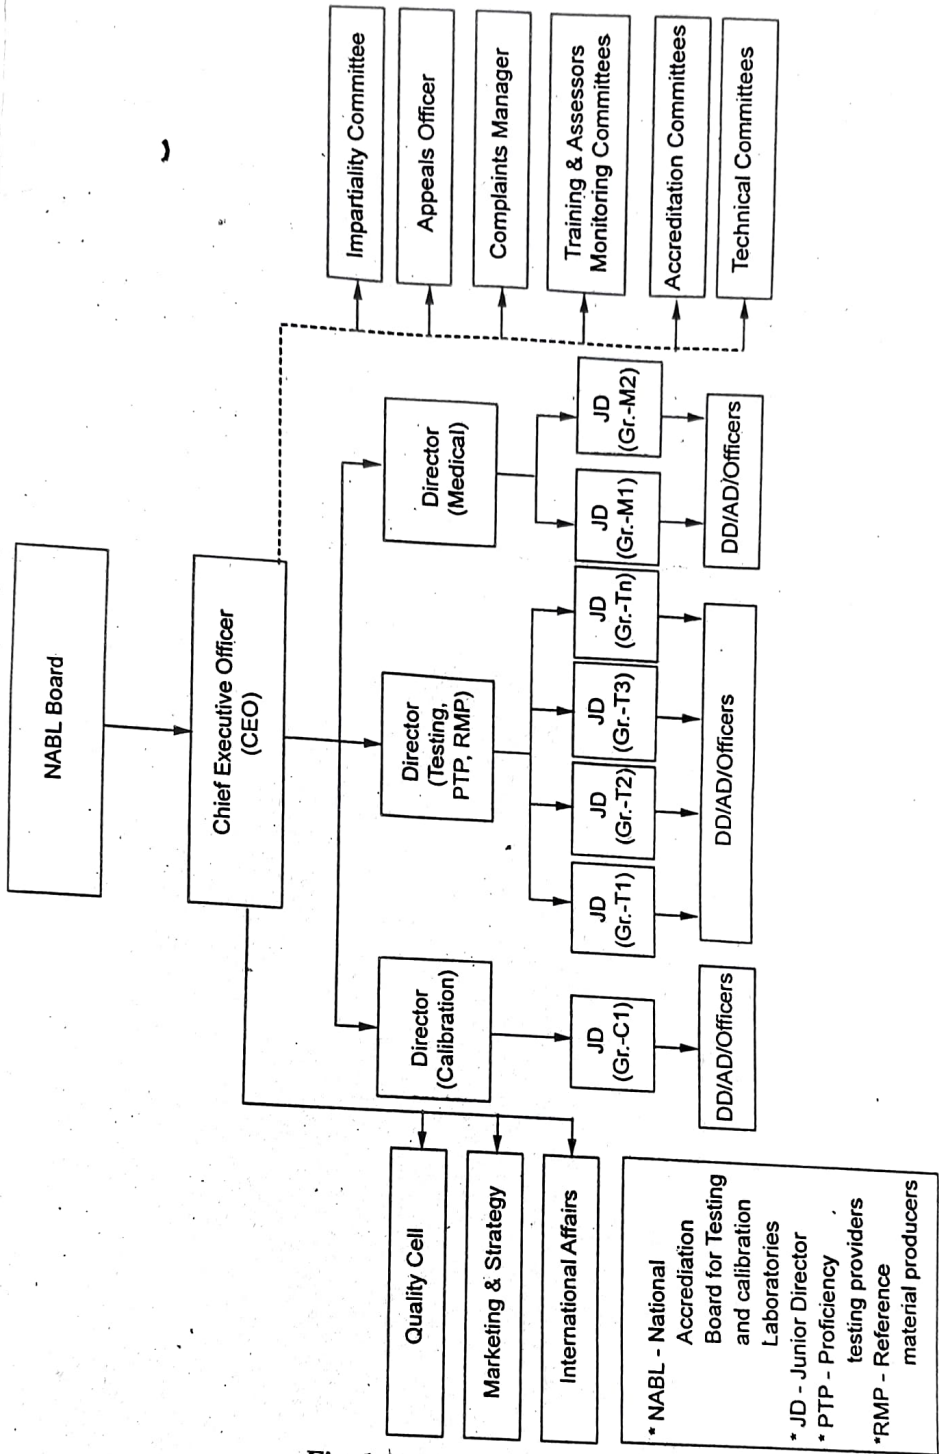 NABL Board
Chief Executive Officer
(CEO)
Quality Cell
Marketing & Strategy
International Affairs
Director
(Calibration)
Director
(Testing,
PTP, RMP)
Director
(Medical)
JD
(Gr.-C1)
JD
(Gr.-T1)
JD
(Gr.-T2)
JD
(Gr.-T3)
JD
(Gr.-Tn)
JD
(Gr.-M1)
JD
(Gr.-M2)
DD/AD/Officers
DD/AD/Officers
DD/AD/Officers
Impartiality Committee
Appeals Officer
Complaints Manager
Training & Assessors
Monitoring Committees
Accreditation Committees
Technical Committees
* NABL - National
Accrediation
Board for Testing
and calibration
Laboratories
* JD - Junior Director
* PTP - Proficiency
testing providers
*RMP - Reference
material producers